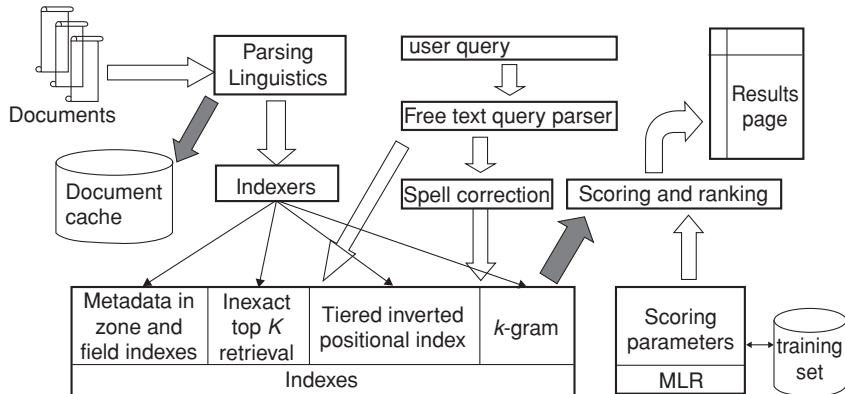 Documents
Parsing
Linguistics
user query
Free text query parser
Results
page
Document
cache
Indexers
Spell correction
Scoring and ranking
Metadata in
zone and
field indexes
Inexact
top K
retrieval
Tiered inverted
positional index
k-gram
Indexes
Scoring
parameters
MLR
training
set